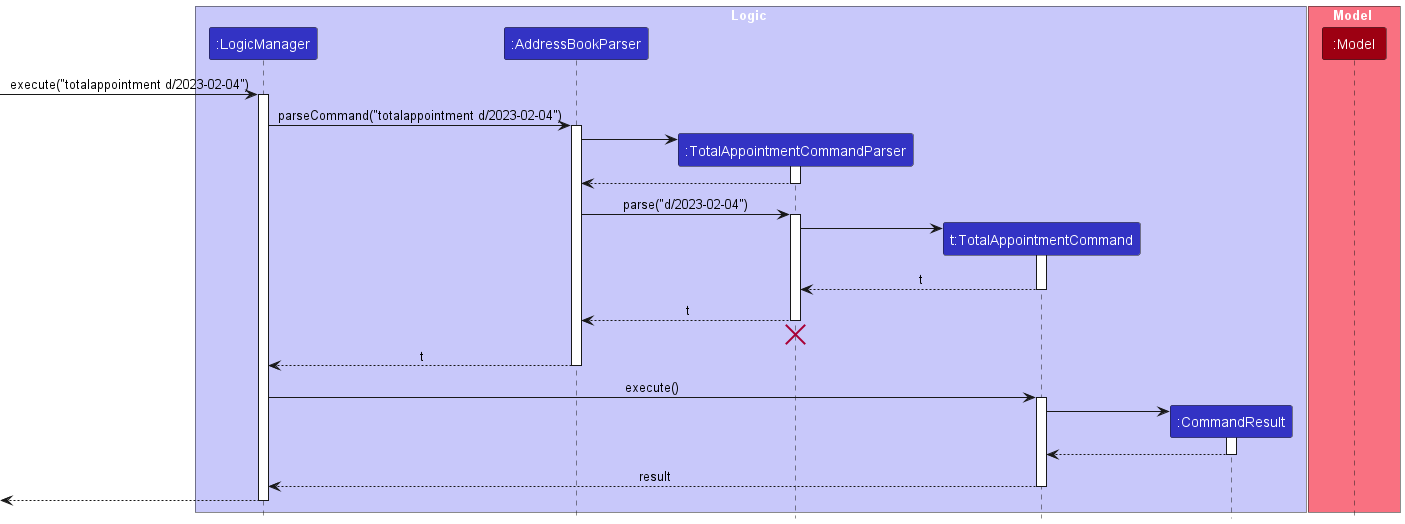 Logic
Model
:LogicManager
:AddressBookParser
:Model
execute("totalappointment d/2023-02-04")
parseCommand("totalappointment d/2023-02-04")
:TotalAppointmentCommandParser
parse("d/2023-02-04")
t:TotalAppointmentCommand
t
t
t
execute()
:CommandResult
result